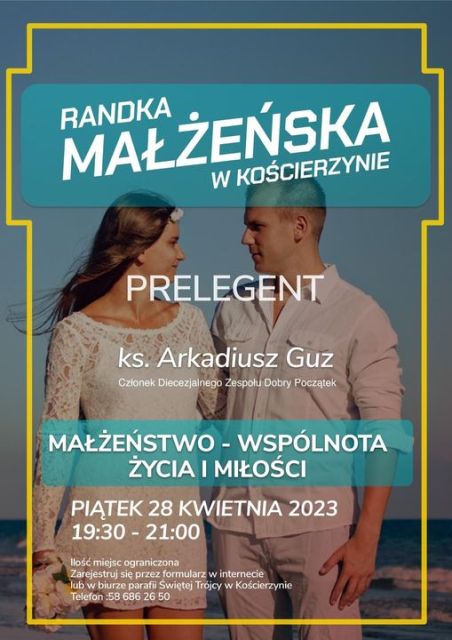 RANDKA
MAŁŻEŃSKA
W KOŚCIERZYNIE
PRELEGENT
ks. Arkadiusz Guz
Członek Diecezjalnego Zespołu Dobry Początek
MAŁŻEŃSTWO - WSPÓLNOTA
ŻYCIA I MIŁOŚCI
PIĄTEK 28 KWIETNIA 2023
19:30 - 21:00
Ilość miejsc ograniczona
Zarejestruj się przez formularz w internecie
lub w biurze parafii Świętej Trójcy w Kościerzynie
Telefon :58 686 26 50